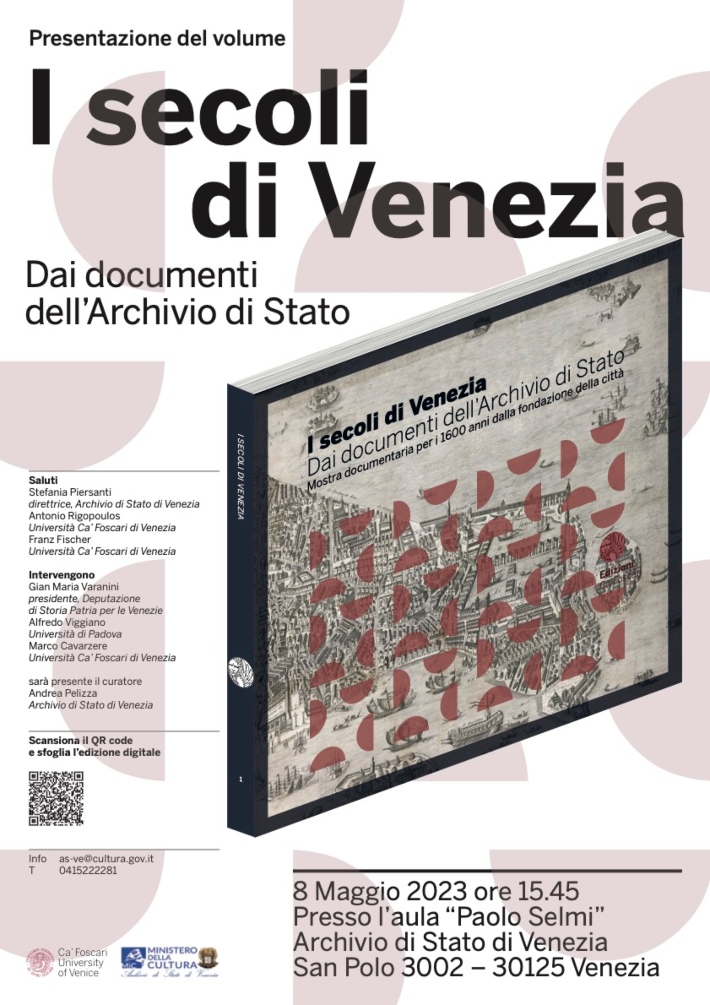 Presentazione del volume
I secoli
di Venezia
Dai documenti
dell'Archivio di Stato
I secoli di Venezia
Dai documenti dell'Archivio di Stato
Mostra documentaria per i 1600 anni dalla fondazione della città
Edizioni
I SECOLI DI VENEZIA
1
Saluti
Stefania Piersanti
direttrice, Archivio di Stato di Venezia
Antonio Rigopoulos
Università Ca' Foscari di Venezia
Franz Fischer
Università Ca' Foscari di Venezia
Intervengono
Gian Maria Varanini
presidente, Deputazione
di Storia Patria per le Venezie
Alfredo Viggiano
Università di Padova
Marco Cavarzere
Università Ca' Foscari di Venezia
sarà presente il curatore
Andrea Pelizza
Archivio di Stato di Venezia
Scansiona il QR code
e sfoglia l'edizione digitale
Info as-ve@cultura.gov.it
T 0415222281
8 Maggio 2023 ore 15.45
Presso l'aula “Paolo Selmi”
Archivio di Stato di Venezia
San Polo 3002 – 30125 Venezia
Ca' Foscari
University
of Venice
MINISTERO
DELLA
CULTURA
Archivio di Stato di Venezia